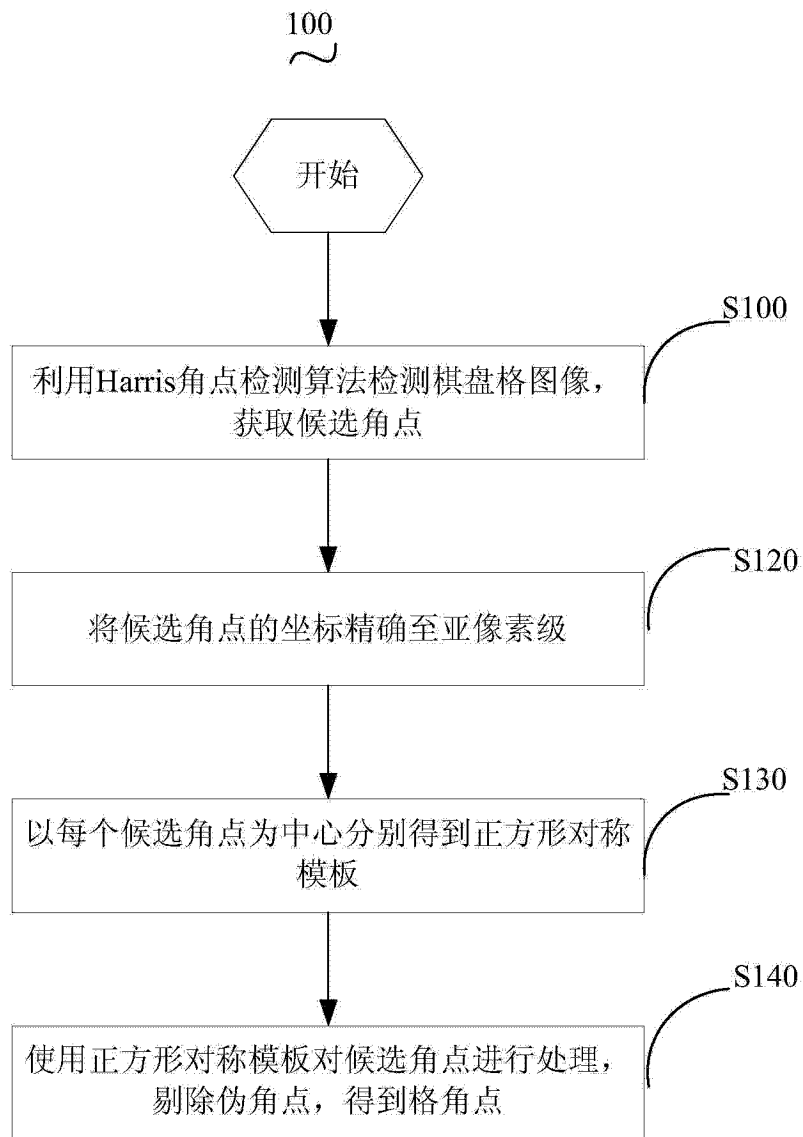 100
开始
S100
利用Harris角点检测算法检测棋盘格图像，
获取候选角点
S120
将候选角点的坐标精确至亚像素级
S130
以每个候选角点为中心分别得到正方形对称
模板
S140
使用正方形对称模板对候选角点进行处理，
剔除伪角点，得到格角点